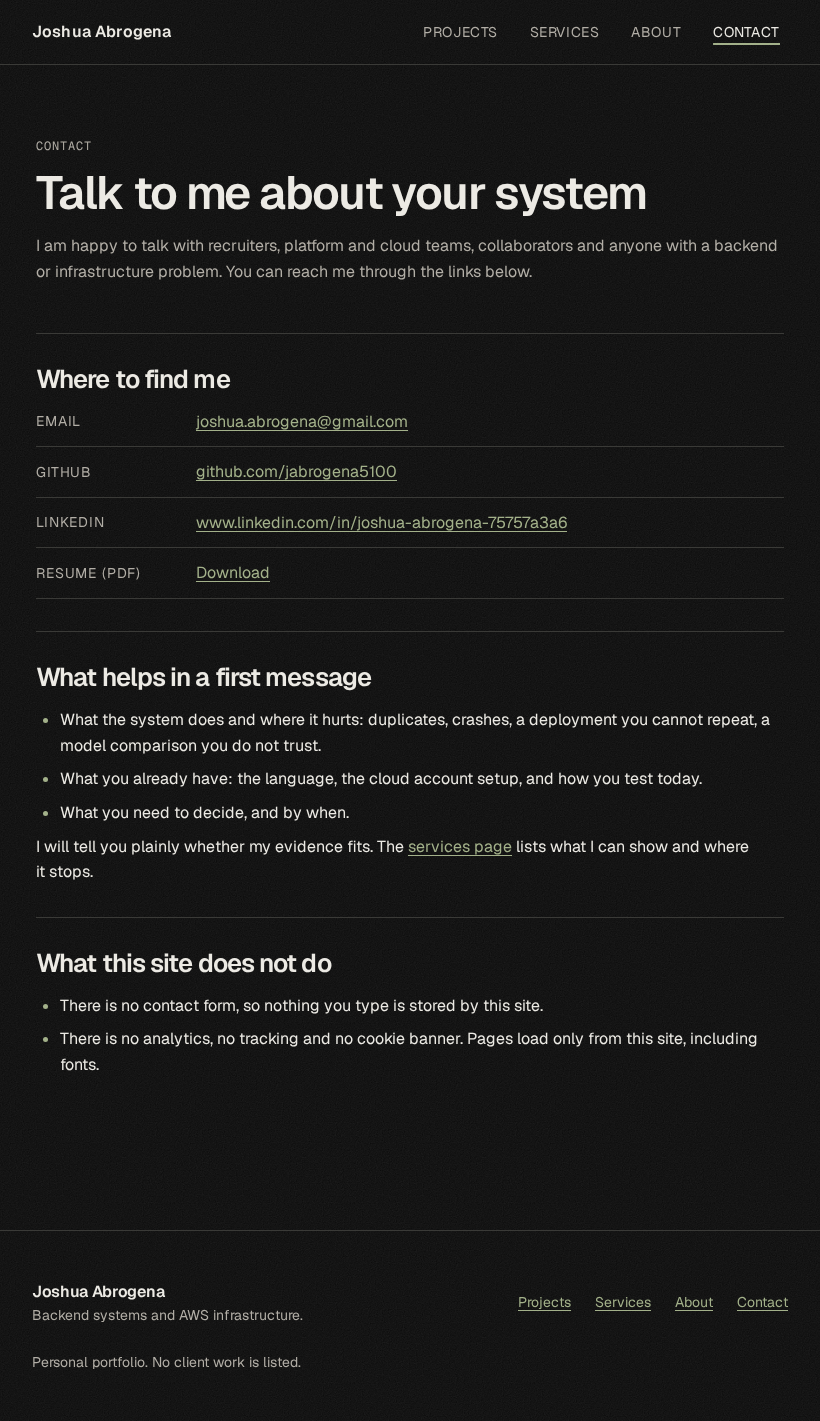 Joshua Abrogena
PROJECTS SERVICES ABOUT CONTACT
CONTACT
Talk to me about your system
I am happy to talk with recruiters, platform and cloud teams, collaborators and anyone with a backend
or infrastructure problem. You can reach me through the links below.
Where to find me
EMAIL joshua.abrogena@gmail.com
GITHUB github.com/jabrogena5100
LINKEDIN www.linkedin.com/in/joshua-abrogena-75757a3a6
RESUME (PDF) Download
What helps in a first message
• What the system does and where it hurts: duplicates, crashes, a deployment you cannot repeat, a
model comparison you do not trust.
• What you already have: the language, the cloud account setup, and how you test today.
• What you need to decide, and by when.
I will tell you plainly whether my evidence fits. The services page lists what I can show and where
it stops.
What this site does not do
• There is no contact form, so nothing you type is stored by this site.
• There is no analytics, no tracking and no cookie banner. Pages load only from this site, including
fonts.
Joshua Abrogena
Backend systems and AWS infrastructure.
Projects Services About Contact
Personal portfolio. No client work is listed.